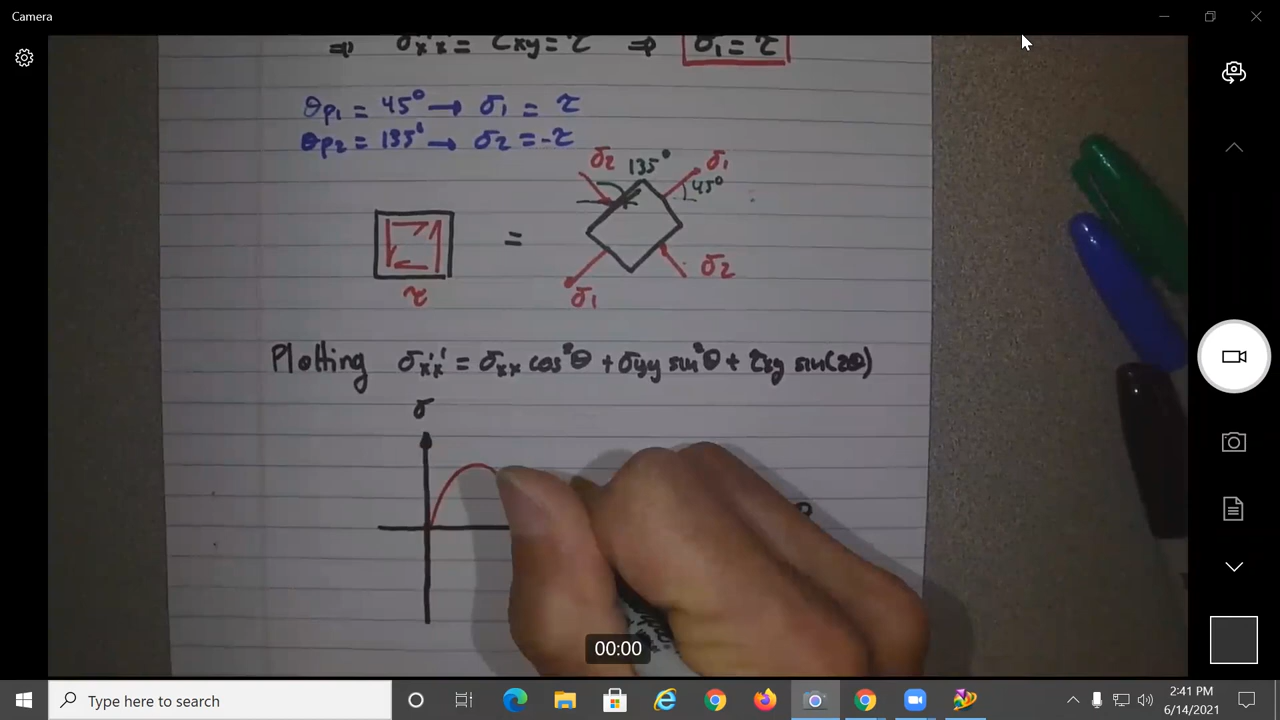 Camera
⇒ σx'x' = τxy = τ ⇒ σ1 = τ
θp1 = 45° → σ1 = τ
θp2 = 135° → σ2 = -τ
σ2 135° σ1
45°
=
σ2
τ
σ1
Plotting σx'x' = σxx cos²θ + σyy sin²θ + τxy sin(2θ)
σ
00:00
Type here to search
2:41 PM
6/14/2021